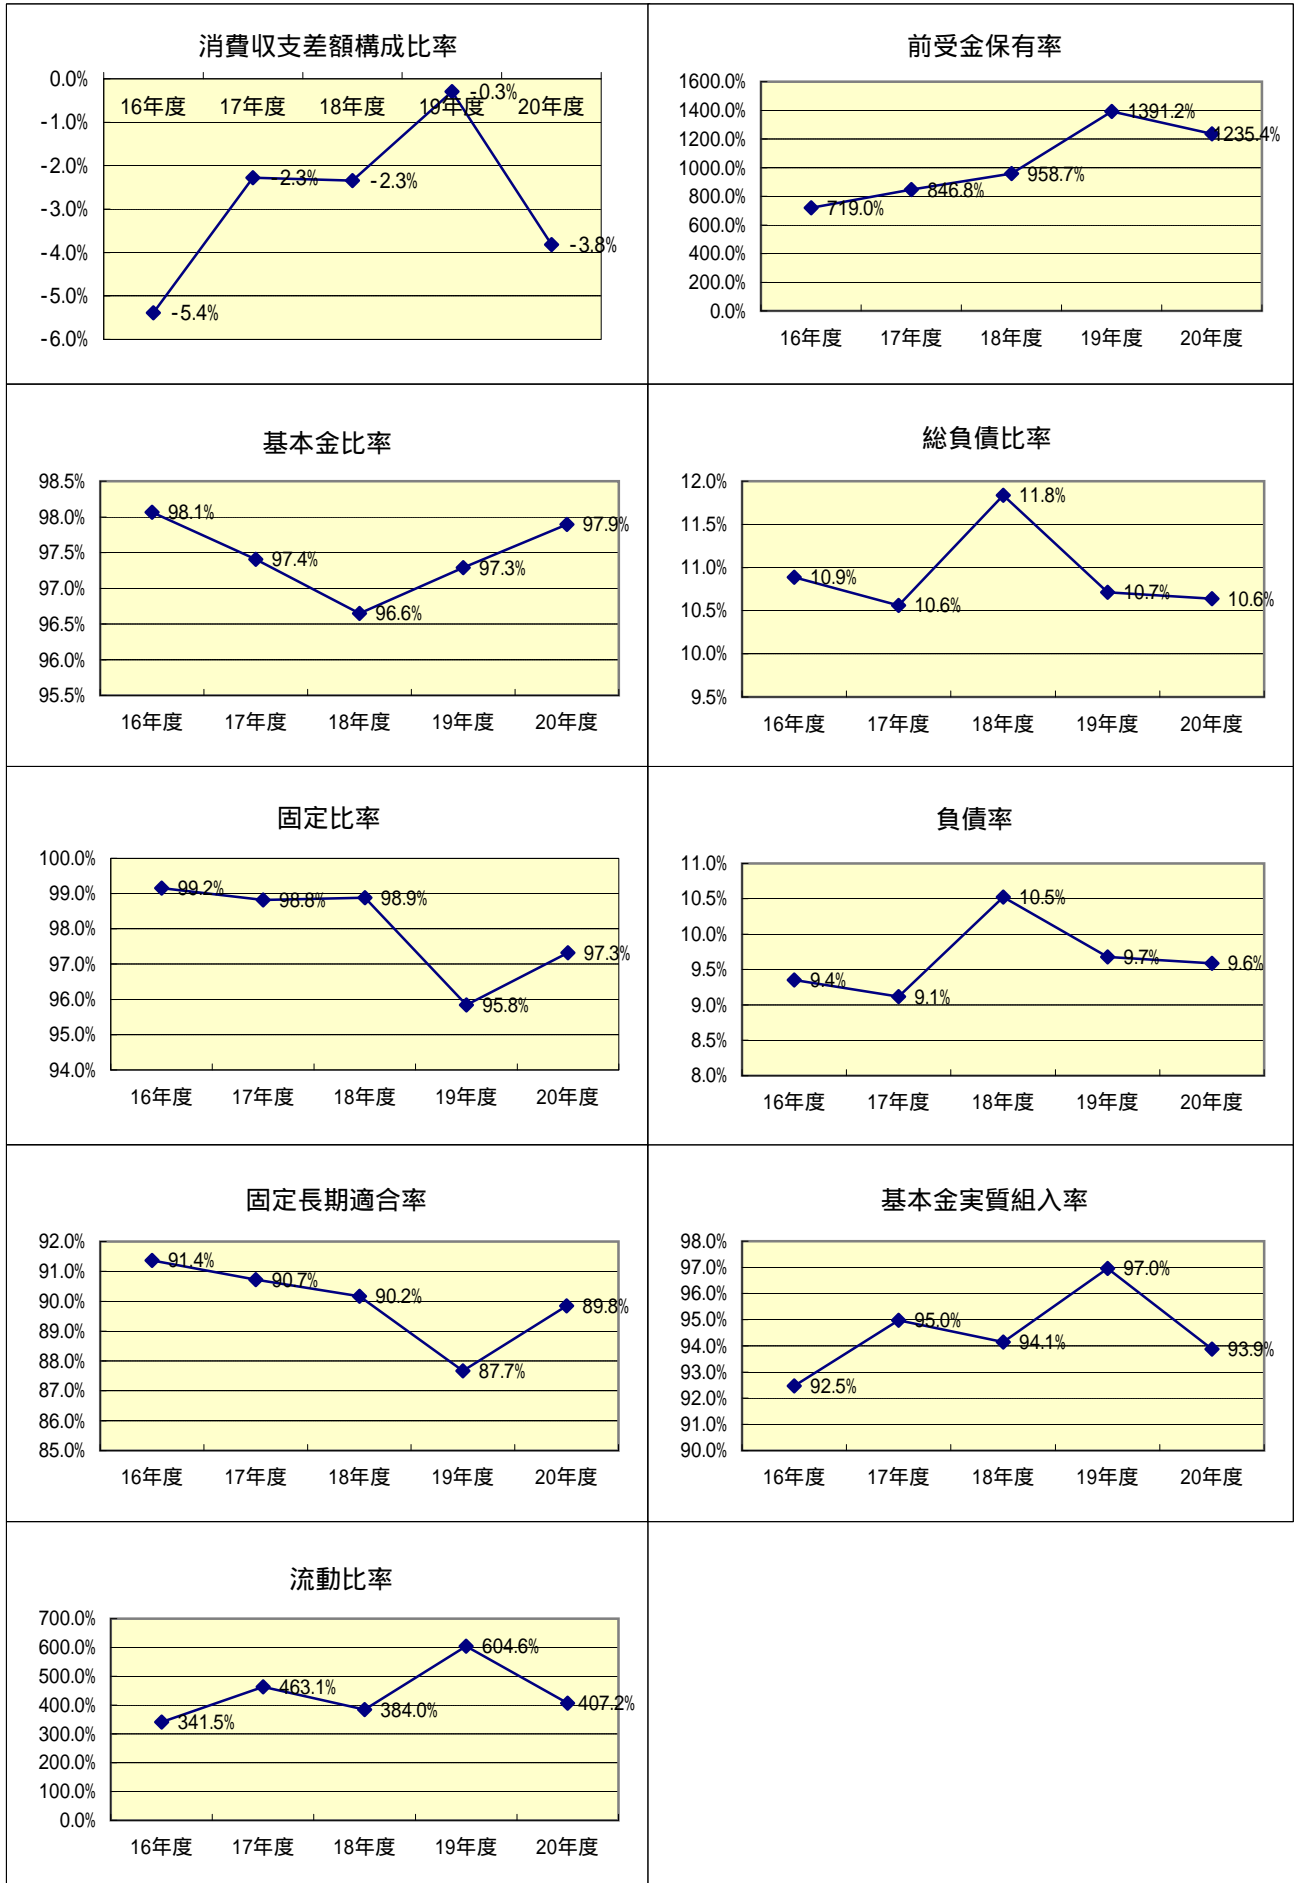 消費収支差額構成比率
0.0%
-1.0%
-2.0%
-3.0%
-4.0%
-5.0%
-6.0%
16年度 17年度 18年度 19年度 20年度
-5.4% -2.3% -2.3% -0.3% -3.8%
前受金保有率
1600.0%
1400.0%
1200.0%
1000.0%
800.0%
600.0%
400.0%
200.0%
0.0%
719.0% 846.8% 958.7% 1391.2% 1235.4%
16年度 17年度 18年度 19年度 20年度
基本金比率
98.5%
98.0%
97.5%
97.0%
96.5%
96.0%
95.5%
98.1% 97.4% 96.6% 97.3% 97.9%
16年度 17年度 18年度 19年度 20年度
総負債比率
12.0%
11.5%
11.0%
10.5%
10.0%
9.5%
10.9% 10.6% 11.8% 10.7% 10.6%
16年度 17年度 18年度 19年度 20年度
固定比率
100.0%
99.0%
98.0%
97.0%
96.0%
95.0%
94.0%
99.2% 98.8% 98.9% 95.8% 97.3%
16年度 17年度 18年度 19年度 20年度
負債率
11.0%
10.5%
10.0%
9.5%
9.0%
8.5%
8.0%
9.4% 9.1% 10.5% 9.7% 9.6%
16年度 17年度 18年度 19年度 20年度
固定長期適合率
92.0%
91.0%
90.0%
89.0%
88.0%
87.0%
86.0%
85.0%
91.4% 90.7% 90.2% 87.7% 89.8%
16年度 17年度 18年度 19年度 20年度
基本金実質組入率
98.0%
97.0%
96.0%
95.0%
94.0%
93.0%
92.0%
91.0%
90.0%
92.5% 95.0% 94.1% 97.0% 93.9%
16年度 17年度 18年度 19年度 20年度
流動比率
700.0%
600.0%
500.0%
400.0%
300.0%
200.0%
100.0%
0.0%
341.5% 463.1% 384.0% 604.6% 407.2%
16年度 17年度 18年度 19年度 20年度